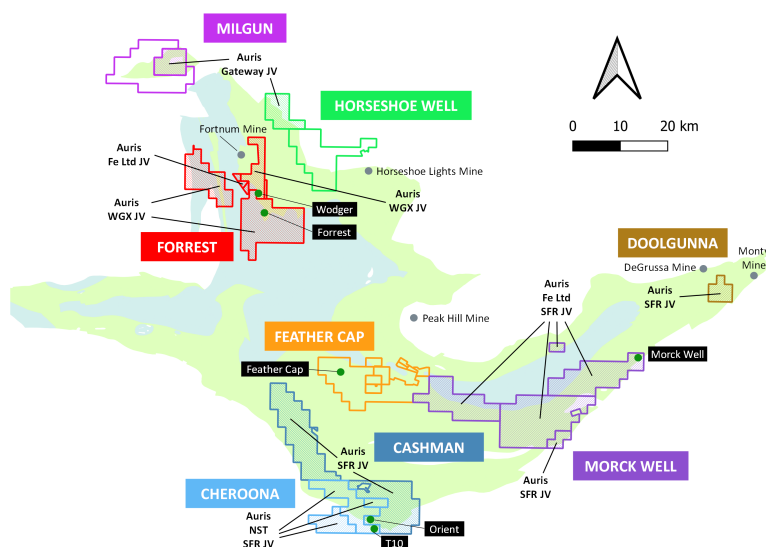 MILGUN
Auris
Gateway JV
HORSESHOE WELL
0 10 20 km
Fortnum Mine
Auris
Fe Ltd JV
Horseshoe Lights Mine
Auris
WGX JV
Auris
WGX JV
Wodger
Forrest
FORREST
DOOLGUNNA
DeGrussa Mine
Monty
Mine
Auris
Fe Ltd
SFR JV
Auris
SFR JV
Peak Hill Mine
FEATHER CAP
Feather Cap
Morck Well
CASHMAN
Auris
SFR JV
MORCK WELL
Auris
SFR JV
CHEROONA
Auris
NST
SFR JV
Orient
T10